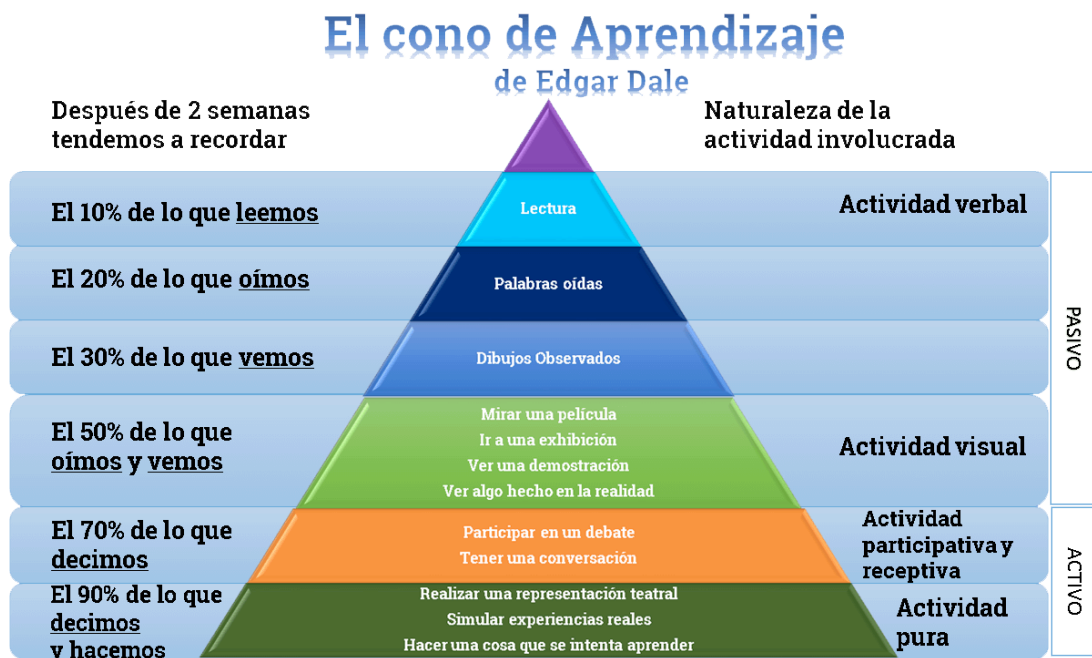 El cono de Aprendizaje
de Edgar Dale
Después de 2 semanas
tendemos a recordar
Naturaleza de la
actividad involucrada
El 10% de lo que leemos
Lectura
Actividad verbal
El 20% de lo que oímos
Palabras oídas
El 30% de lo que vemos
Dibujos Observados
PASIVO
El 50% de lo que
oímos y vemos
Mirar una película
Ir a una exhibición
Ver una demostración
Ver algo hecho en la realidad
Actividad visual
El 70% de lo que
decimos
Participar en un debate
Tener una conversación
Actividad
participativa y
receptiva
ACTIVO
El 90% de lo que
decimos
y hacemos
Realizar una representación teatral
Simular experiencias reales
Hacer una cosa que se intenta aprender
Actividad
pura